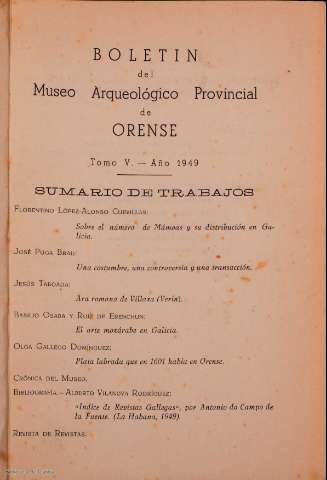 BOLETIN
del
Museo Arqueológico Provincial
de
ORENSE
Tomo V. — Año 1949
SUMARIO DE TRABAJOS
FLORENTINO LÓPEZ-ALONSO CUEVILLAS:
Sobre el número de Mámoas y su distribución en Ga-
licia.
JOSÉ PUGA BRAU:
Una costumbre, una controversia y una transacción.
JESÚS TABOADA:
Ara romana de Villaza (Verín).
BASILIO OSABA Y RUIZ DE ERENCHUN:
El arte mozárabe en Galicia.
OLGA GALLEGO DOMÍNGUEZ:
Plata labrada que en 1601 había en Orense.
CRÓNICA DEL MUSEO.
BIBLIOGRAFÍA.—ALBERTO VILANOVA RODRÍGUEZ:
«Indice de Revistas Gallegas», por Antonio do Campo de
la Fuente. (La Habana, 1949).
REVISTA DE REVISTAS.